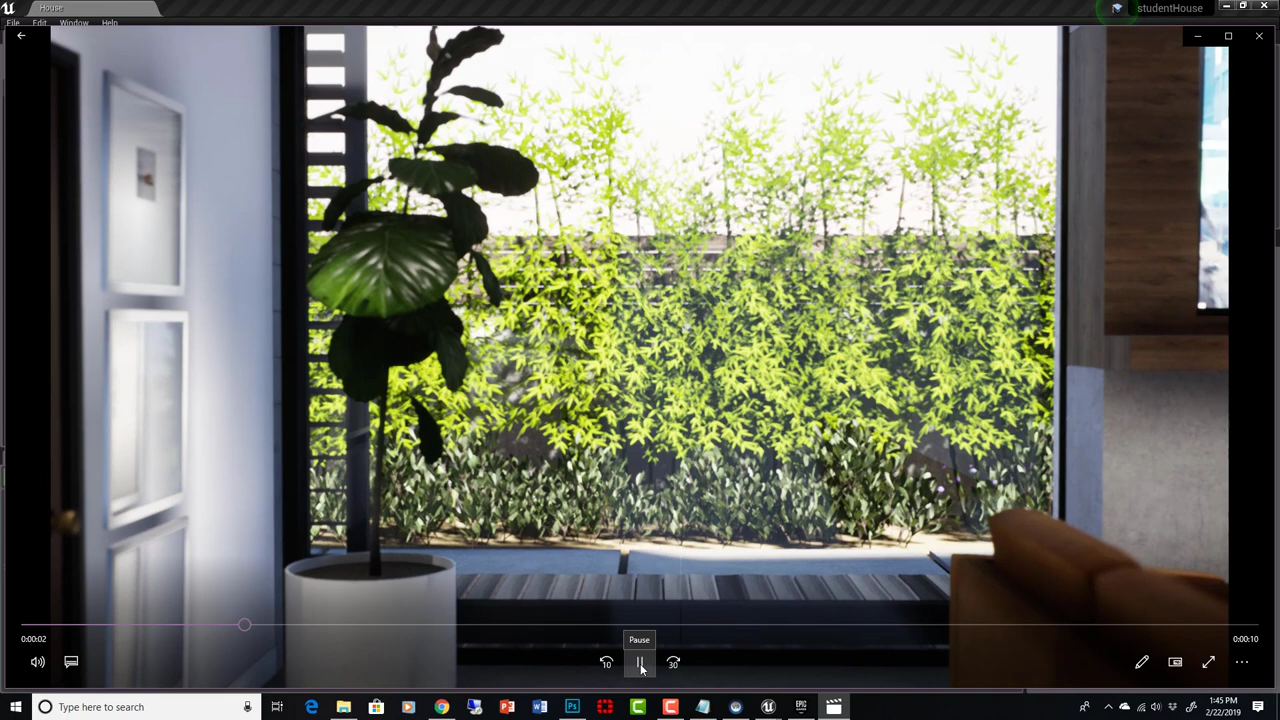 House
studentHouse
File Edit Window Help
Pause
0:00:02
0:00:10
10
30
Type here to search
1:45 PM
2/22/2019